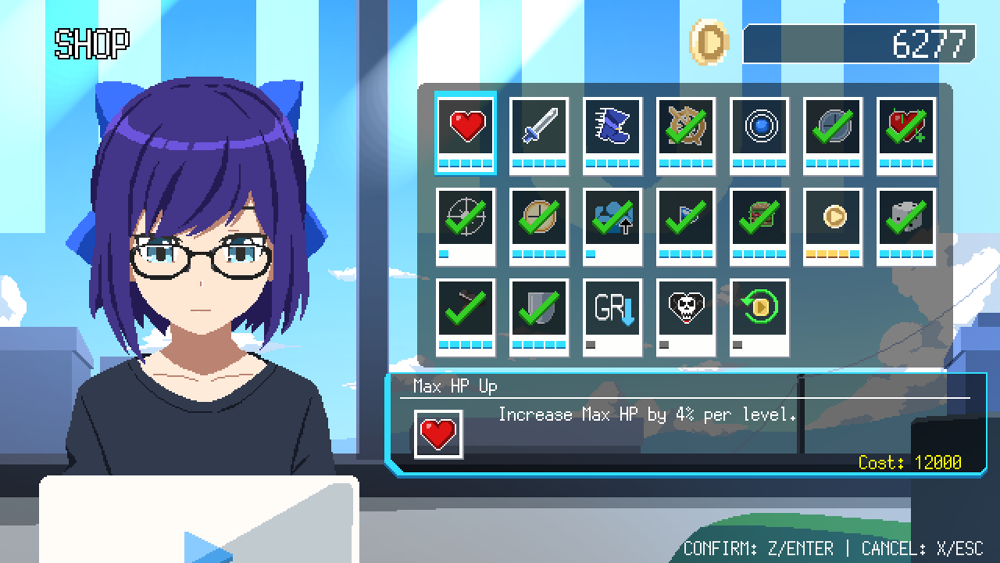 SHOP
6277
GR
Max HP Up
Increase Max HP by 4% per level.
Cost: 12000
CONFIRM: Z/ENTER | CANCEL: X/ESC